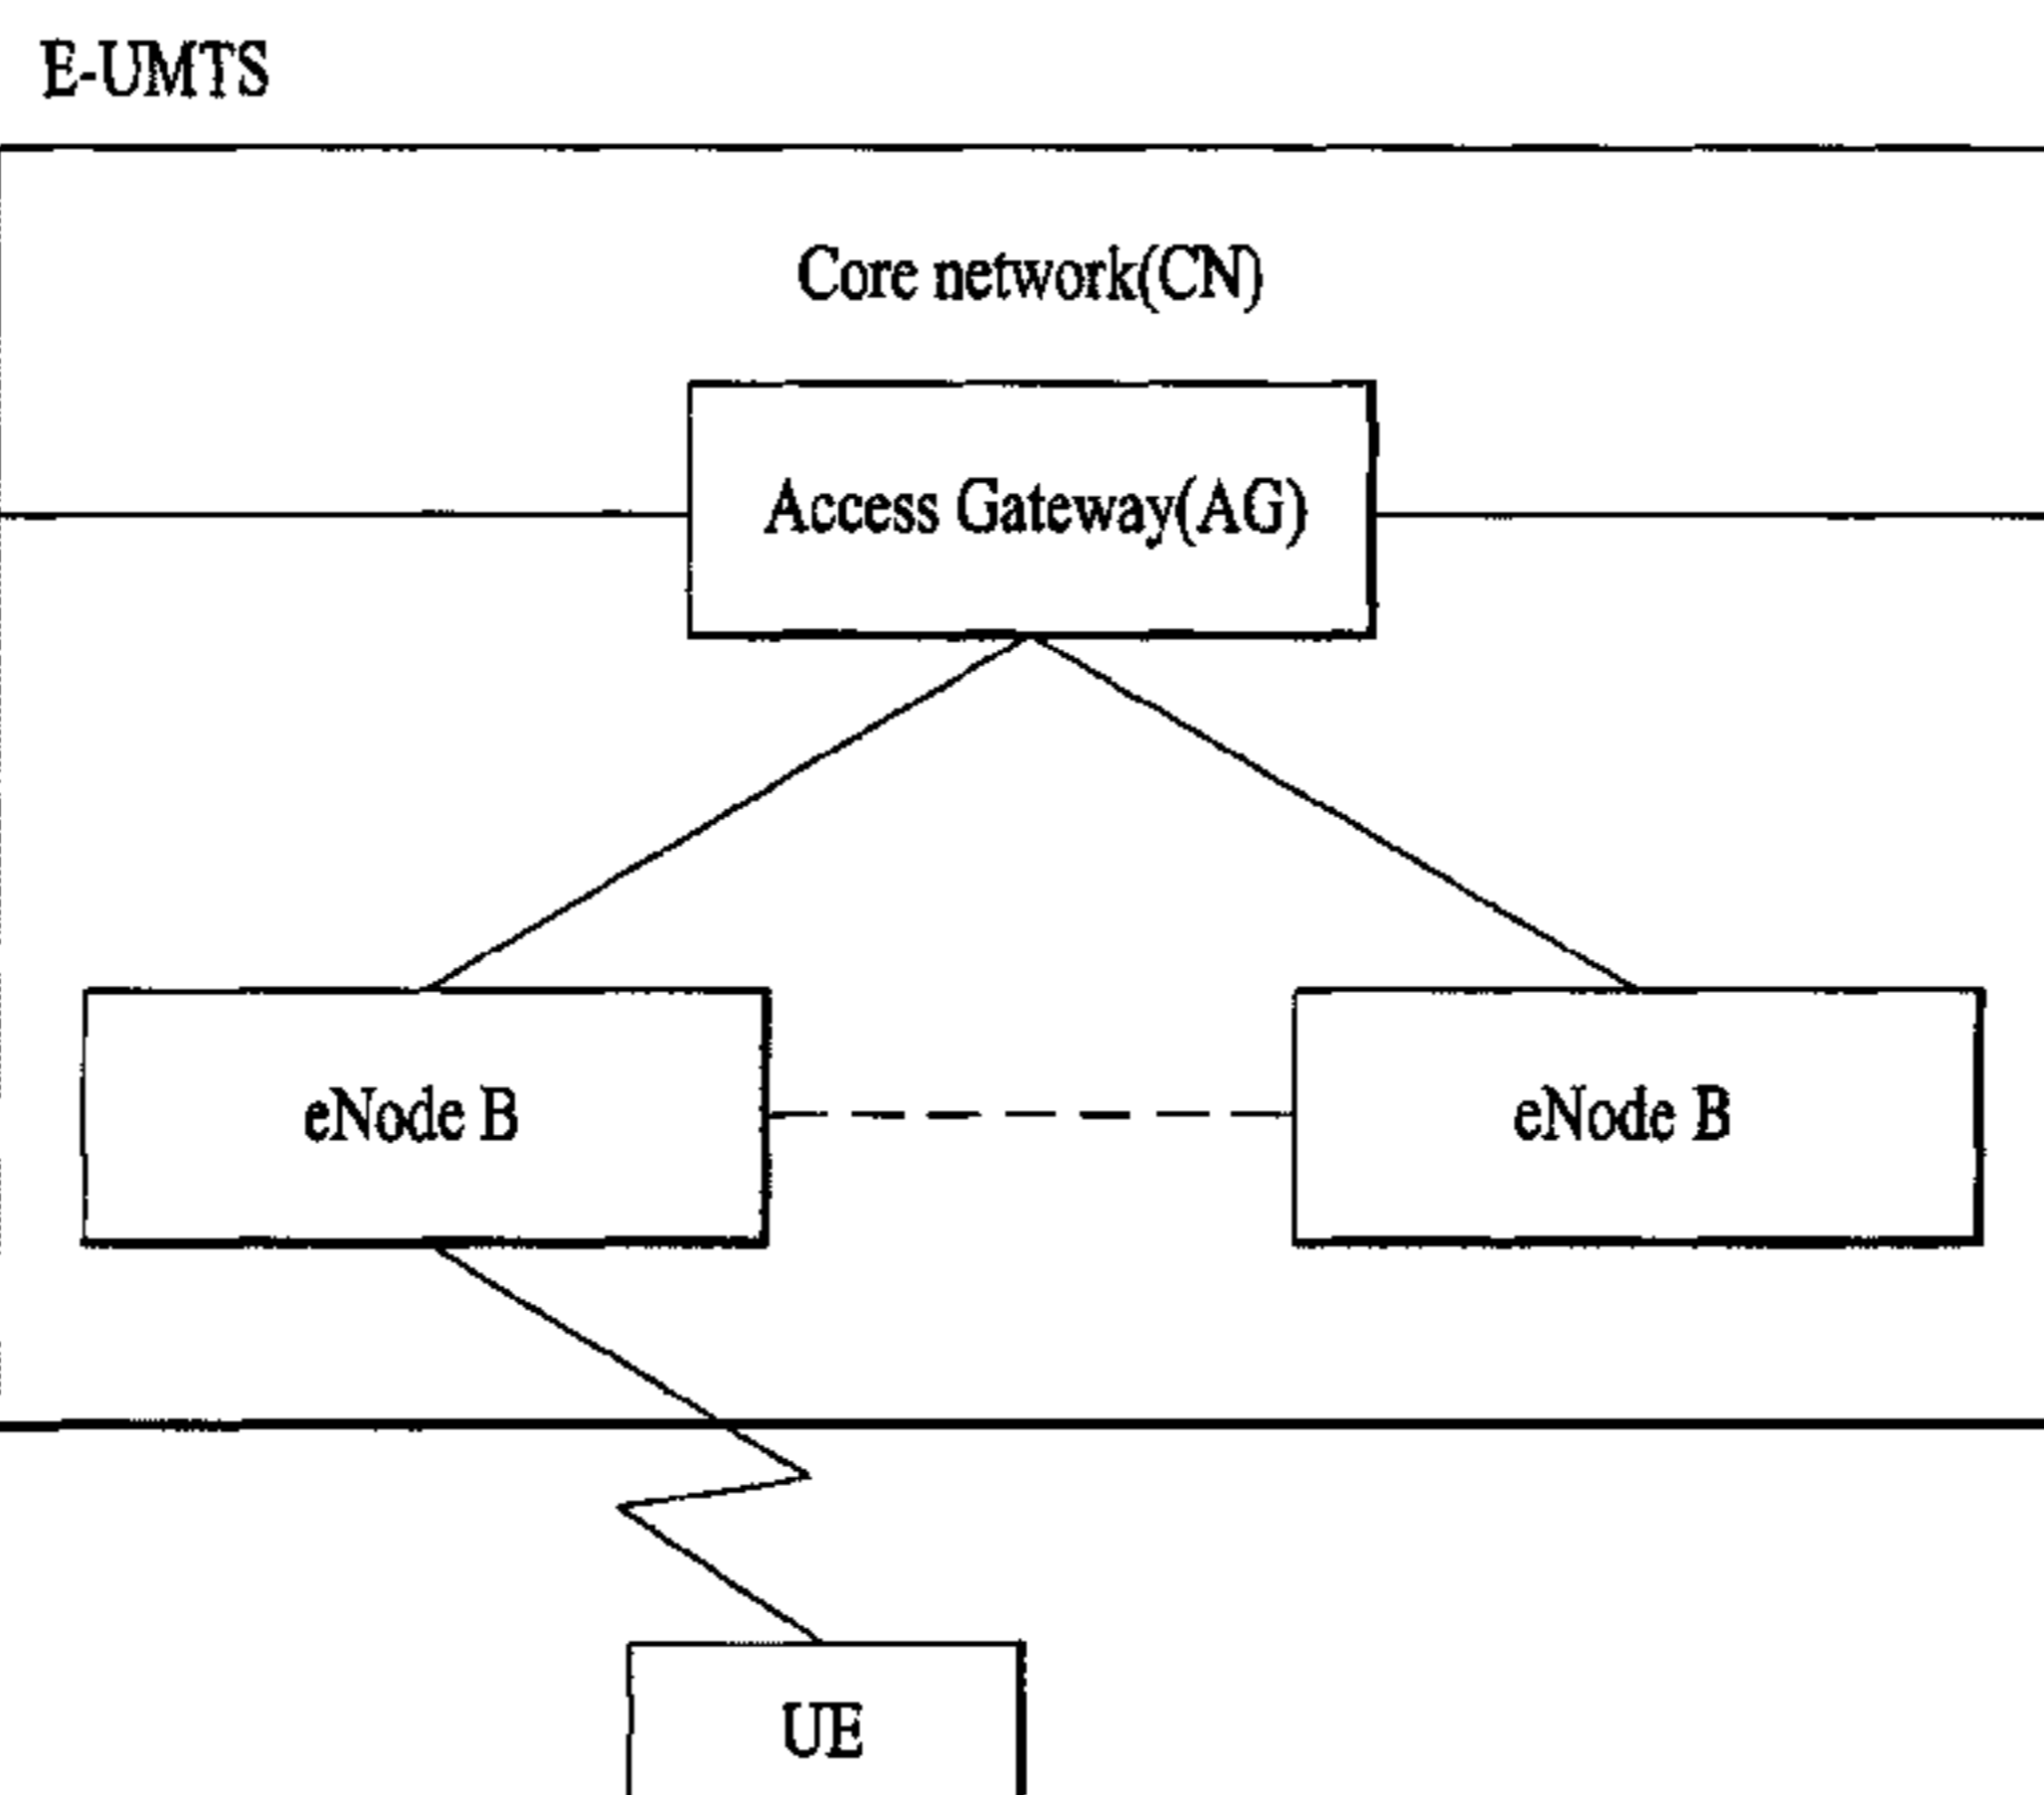 E-UMTS
Core network(CN)
Access Gateway(AG)
eNode B
eNode B
UE